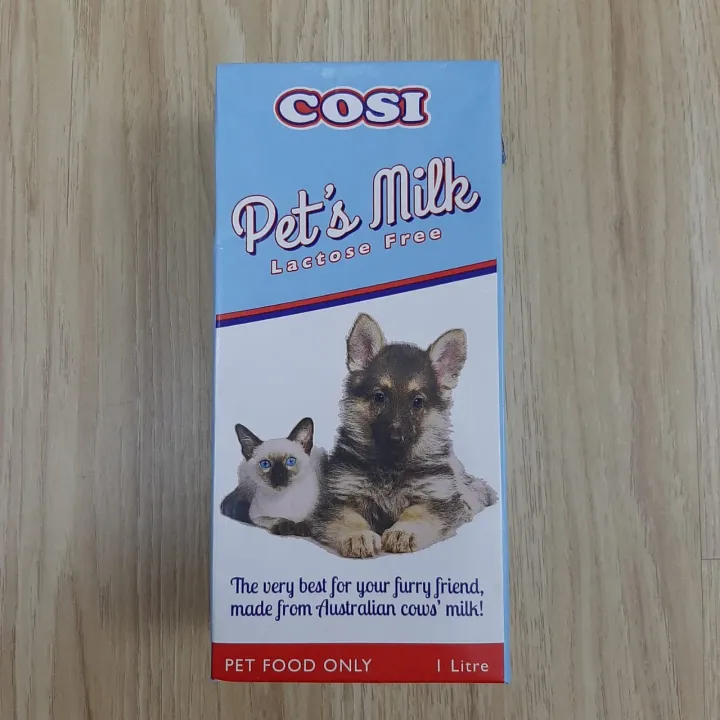 COSI
Pet's Milk
Lactose Free
The very best for your furry friend,
made from Australian cows' milk!
PET FOOD ONLY 1 Litre